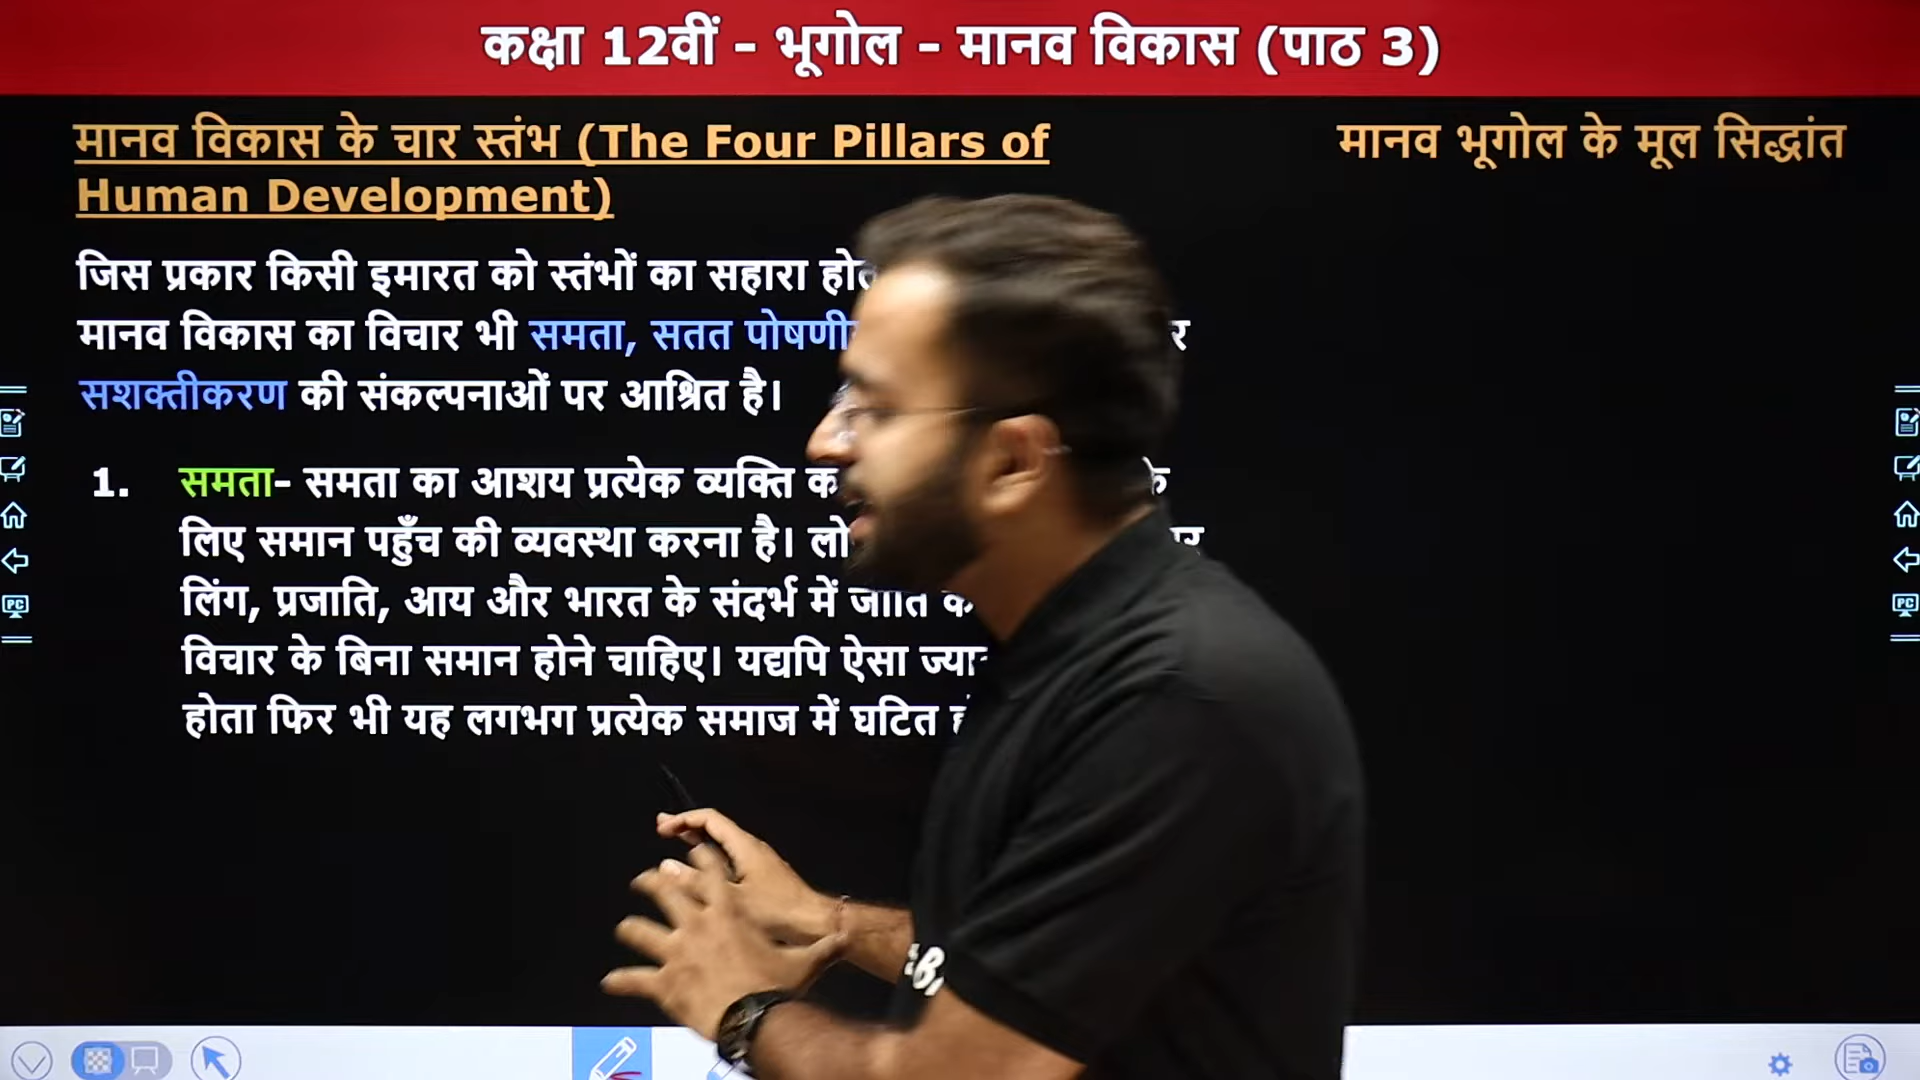 कक्षा 12वीं - भूगोल - मानव विकास (पाठ 3)
मानव विकास के चार स्तंभ (The Four Pillars of
Human Development)
मानव भूगोल के मूल सिद्धांत
जिस प्रकार किसी इमारत को स्तंभों का सहारा
मानव विकास का विचार भी समता, सतत
सशक्तीकरण की संकल्पनाओं पर आश्रित है।
1. समता- समता का आशय प्रत्येक व्यक्ति
लिए समान पहुँच की व्यवस्था करना है।
लिंग, प्रजाति, आय और भारत के संदर्भ में जाति
विचार के बिना समान होने चाहिए। यद्यपि ऐसा
होता फिर भी यह लगभग प्रत्येक समाज में घटित
PC
PC